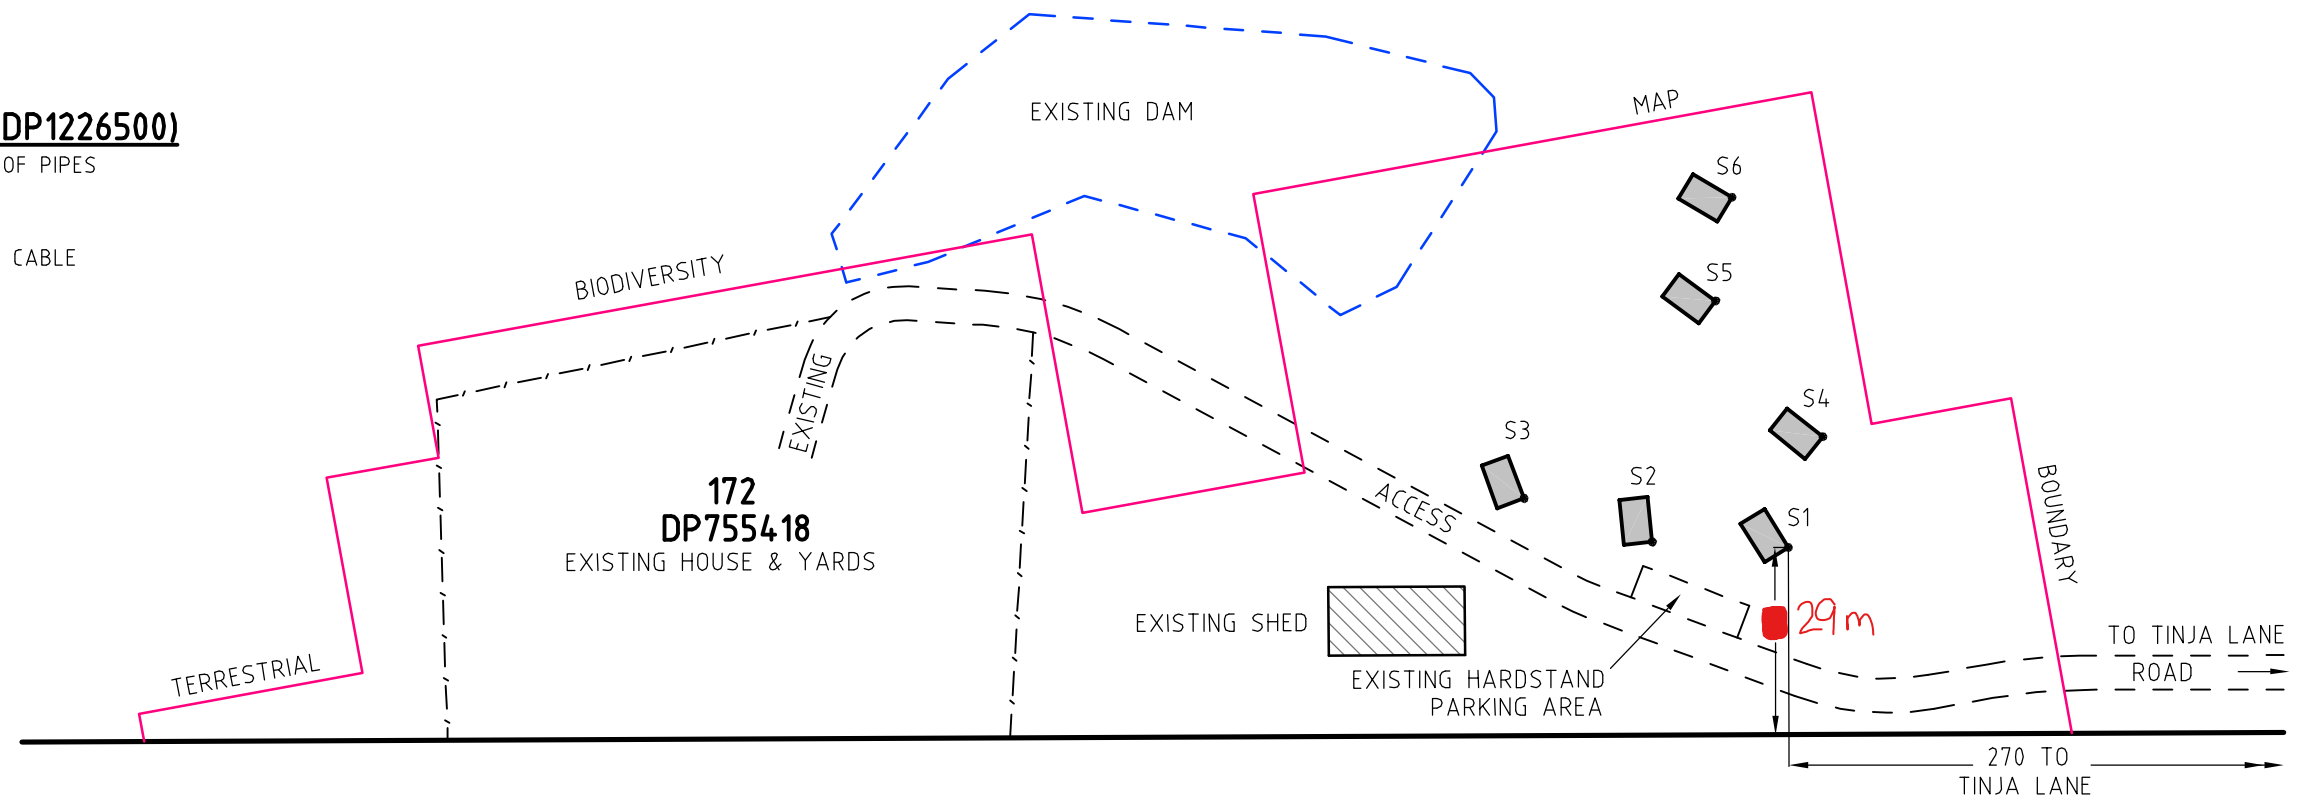 DP1226500)
OF PIPES
CABLE
EXISTING DAM
MAP
S6
S5
BIODIVERSITY
EXISTING
S4
S3
S2
S1
172
DP755418
EXISTING HOUSE & YARDS
ACCESS
BOUNDARY
EXISTING SHED
29m
TO TINJA LANE
ROAD
TERRESTRIAL
EXISTING HARDSTAND
PARKING AREA
270 TO
TINJA LANE